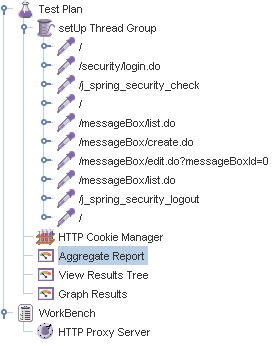 Test Plan
setUp Thread Group
/
/security/login.do
/j_spring_security_check
/
/messageBox/list.do
/messageBox/create.do
/messageBox/edit.do?messageBoxId=0
/messageBox/list.do
/j_spring_security_logout
/
HTTP Cookie Manager
Aggregate Report
View Results Tree
Graph Results
WorkBench
HTTP Proxy Server